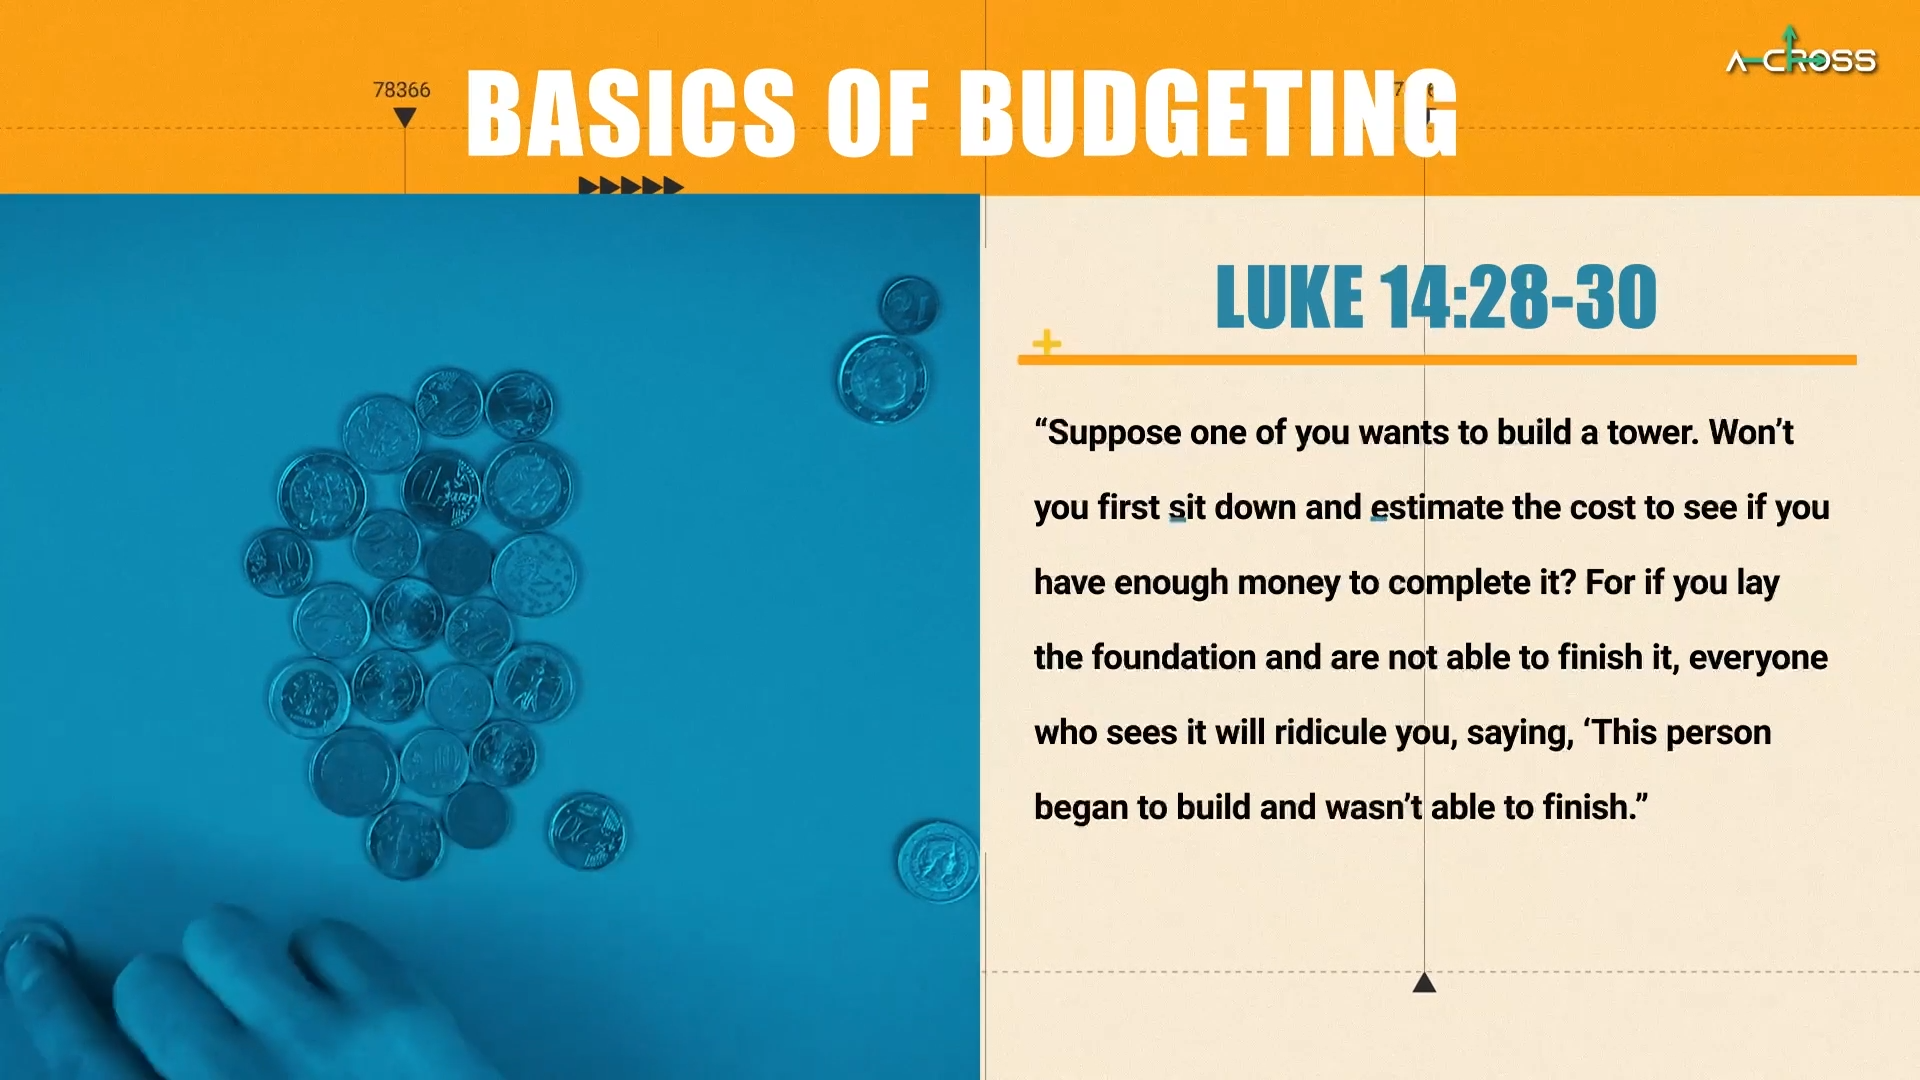 A-CROSS
78366
BASICS OF BUDGETING
LUKE 14:28-30
“Suppose one of you wants to build a tower. Won’t
you first sit down and estimate the cost to see if you
have enough money to complete it? For if you lay
the foundation and are not able to finish it, everyone
who sees it will ridicule you, saying, ‘This person
began to build and wasn’t able to finish.”